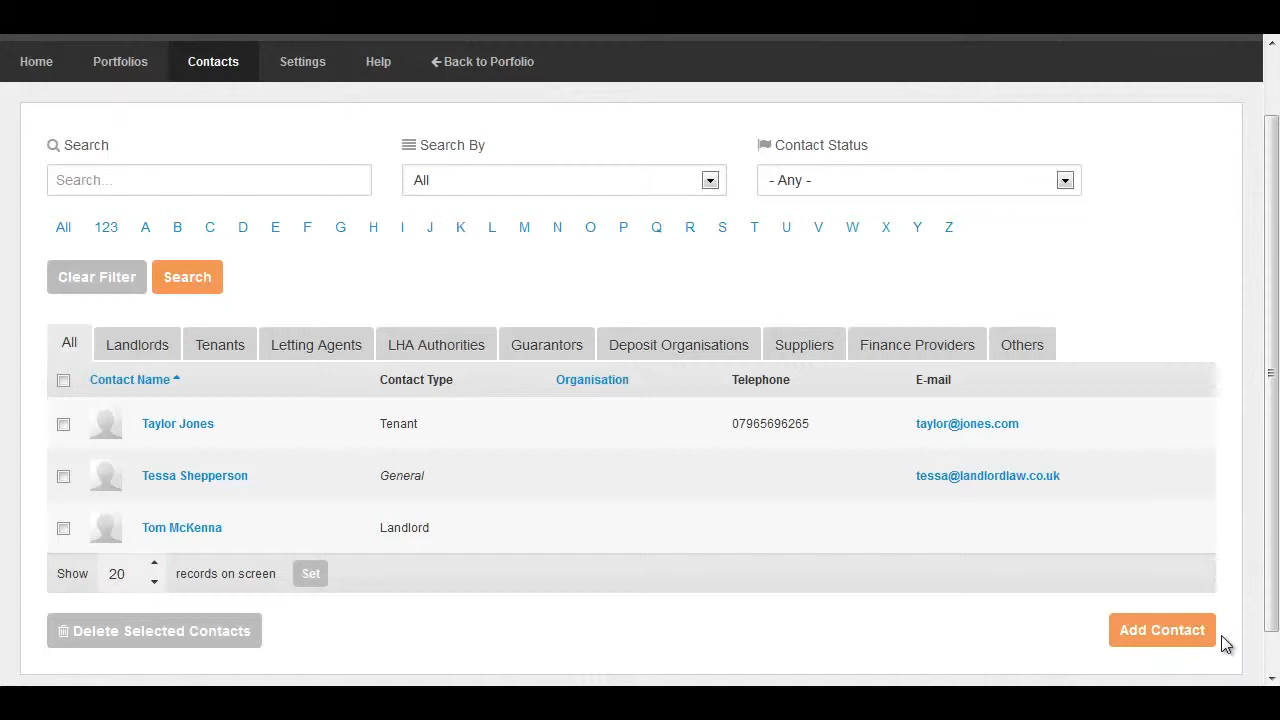 Home Portfolios Contacts Settings Help Back to Porfolio
Search Search By Contact Status
Search... All - Any -
All 123 A B C D E F G H I J K L M N O P Q R S T U V W X Y Z
Clear Filter Search
All Landlords Tenants Letting Agents LHA Authorities Guarantors Deposit Organisations Suppliers Finance Providers Others
Contact Name Contact Type Organisation Telephone E-mail
Taylor Jones Tenant 07965696265 taylor@jones.com
Tessa Shepperson General tessa@landlordlaw.co.uk
Tom McKenna Landlord
Show 20 records on screen Set
Delete Selected Contacts Add Contact